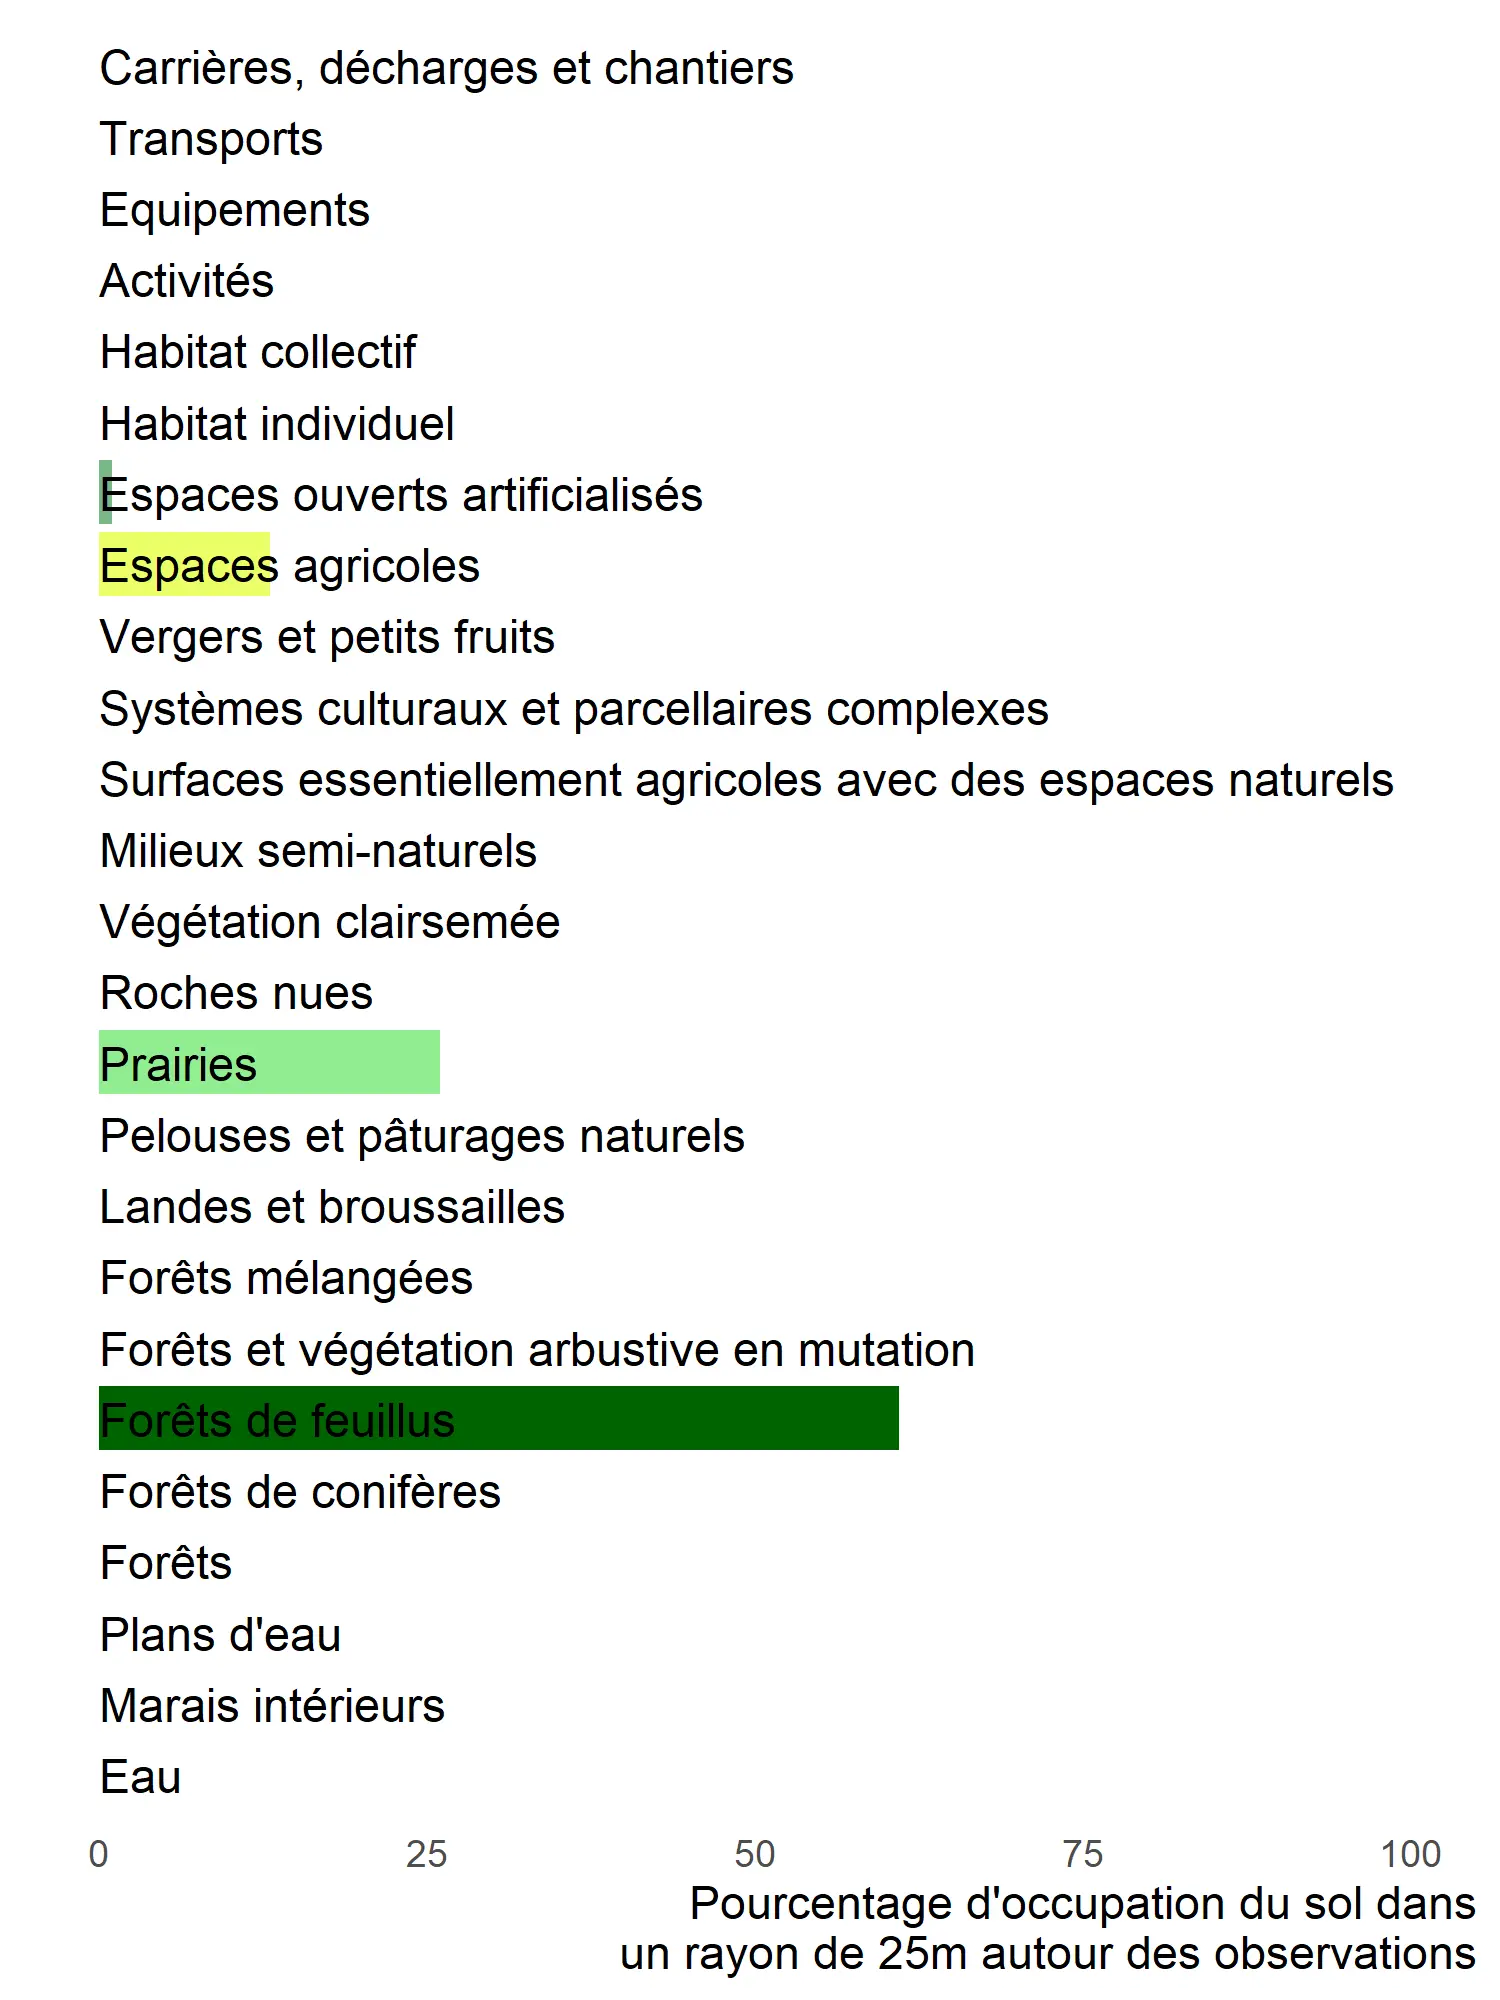 Carrières, décharges et chantiers
Transports
Equipements
Activités
Habitat collectif
Habitat individuel
Espaces ouverts artificialisés
Espaces agricoles
Vergers et petits fruits
Systèmes culturaux et parcellaires complexes
Surfaces essentiellement agricoles avec des espaces naturels
Milieux semi-naturels
Végétation clairsemée
Roches nues
Prairies
Pelouses et pâturages naturels
Landes et broussailles
Forêts mélangées
Forêts et végétation arbustive en mutation
Forêts de feuillus
Forêts de conifères
Forêts
Plans d'eau
Marais intérieurs
Eau
0 25 50 75 100
Pourcentage d'occupation du sol dans
un rayon de 25m autour des observations